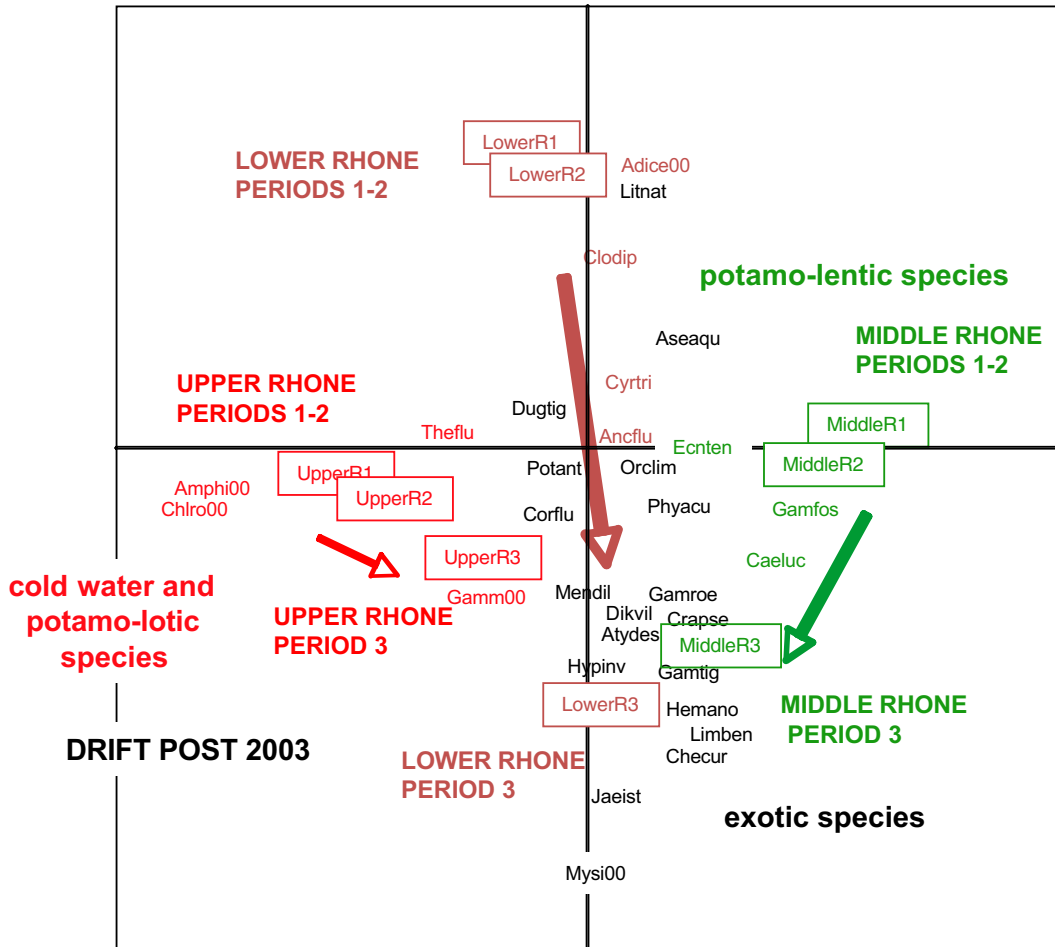 LowerR1
LOWER RHONE
PERIODS 1-2
LowerR2
Adice00
Litnat
Clodip
potamo-lentic species
Aseaqu
MIDDLE RHONE
PERIODS 1-2
UPPER RHONE
PERIODS 1-2
Cyrtri
Dugtig
Theflu
Ancflu
Ecnten
MiddleR1
MiddleR2
UpperR1
Potant
Orclim
Amphi00
Chlro00
UpperR2
Corflu
Phyacu
Gamfos
UpperR3
Caeluc
cold water and
potamo-lotic
species
Gamm00
Mendil
Gamroe
UPPER RHONE
PERIOD 3
Dikvil
Crapse
Atydes
MiddleR3
Hypinv
Gamtig
LowerR3
Hemano
MIDDLE RHONE
PERIOD 3
Limben
DRIFT POST 2003
LOWER RHONE
PERIOD 3
Checur
Jaeist
exotic species
Mysi00